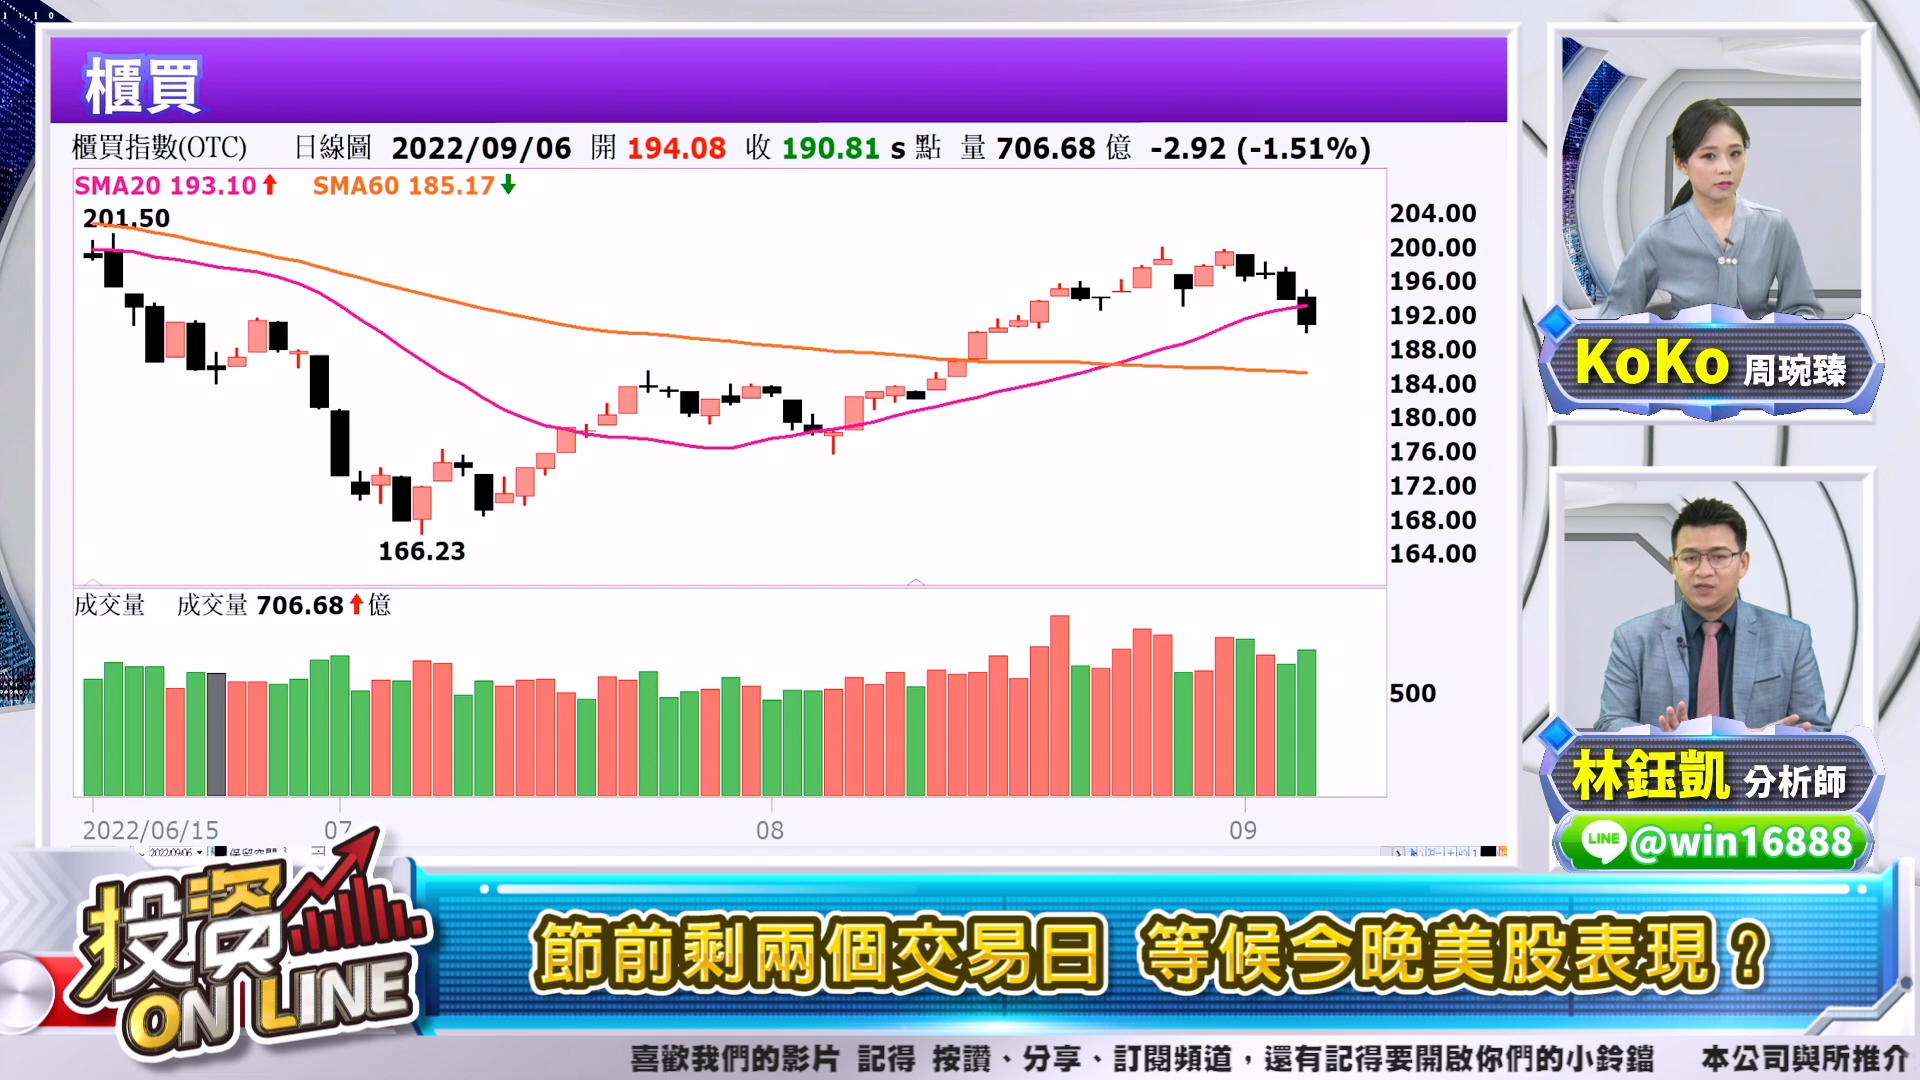 櫃買
櫃買指數(OTC) 日線圖 2022/09/06 開 194.08 收 190.81 s 點 量 706.68 億 -2.92 (-1.51%)
SMA20 193.10 SMA60 185.17
201.50
166.23
204.00
200.00
196.00
192.00
188.00
184.00
180.00
176.00
172.00
168.00
164.00
成交量 成交量 706.68 億
500
2022/06/15 07 08 09
2022/09/06
KoKo 周琬臻
林鈺凱 分析師
LINE @win16888
投資
ON LINE
節前剩兩個交易日 等候今晚美股表現?
喜歡我們的影片 記得 按讚、分享、訂閱頻道,還有記得要開啟你們的小鈴鐺 本公司與所推介